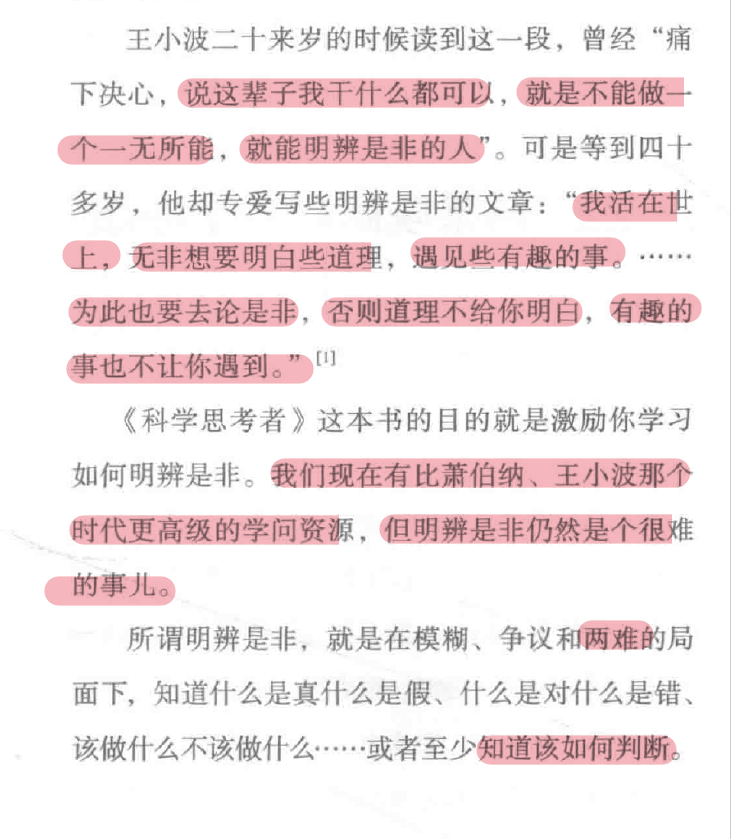 王小波二十来岁的时候读到这一段，曾经“痛
下决心，说这辈子我干什么都可以，就是不能做一
个一无所能，就能明辨是非的人”。可是等到四十
多岁，他却专爱写些明辨是非的文章：“我活在世
上，无非想要明白些道理，遇见些有趣的事。……
为此也要去论是非，否则道理不给你明白，有趣的
事也不让你遇到。”[1]
《科学思考者》这本书的目的就是激励你学习
如何明辨是非。我们现在有比萧伯纳、王小波那个
时代更高级的学问资源，但明辨是非仍然是个很难
的事儿。
所谓明辨是非，就是在模糊、争议和两难的局
面下，知道什么是真什么是假、什么是对什么是错、
该做什么不该做什么……或者至少知道该如何判断。